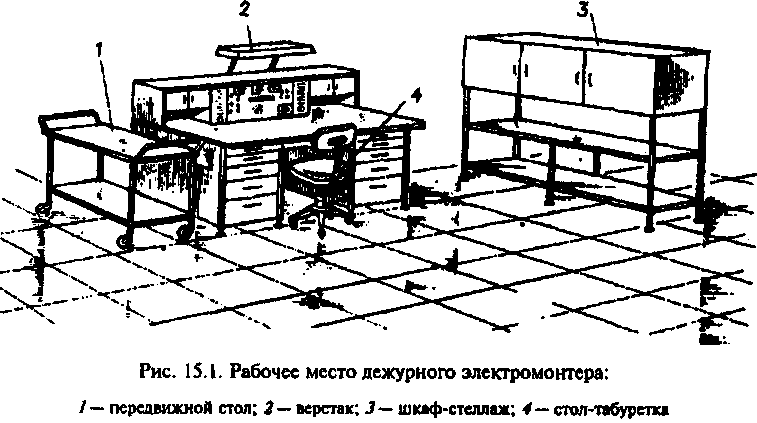 1
2
3
4
Рис. 15.1. Рабочее место дежурного электромонтера:
1 — передвижной стол; 2 — верстак; 3 — шкаф-стеллаж; 4 — стол-табуретка